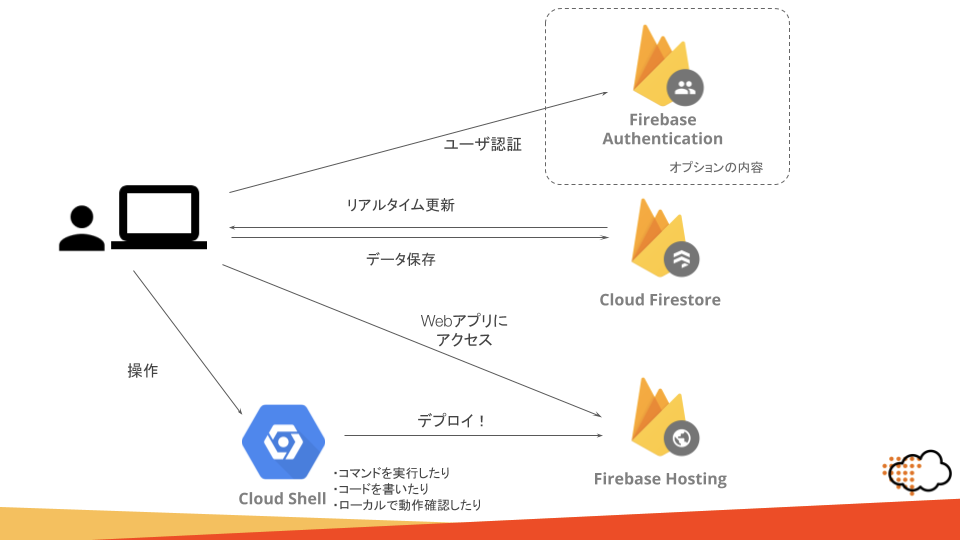 Firebase
Authentication
ユーザ認証
オプションの内容
リアルタイム更新
データ保存
Cloud Firestore
Webアプリに
アクセス
操作
デプロイ！
Cloud Shell
・コマンドを実行したり
・コードを書いたり
・ローカルで動作確認したり
Firebase Hosting